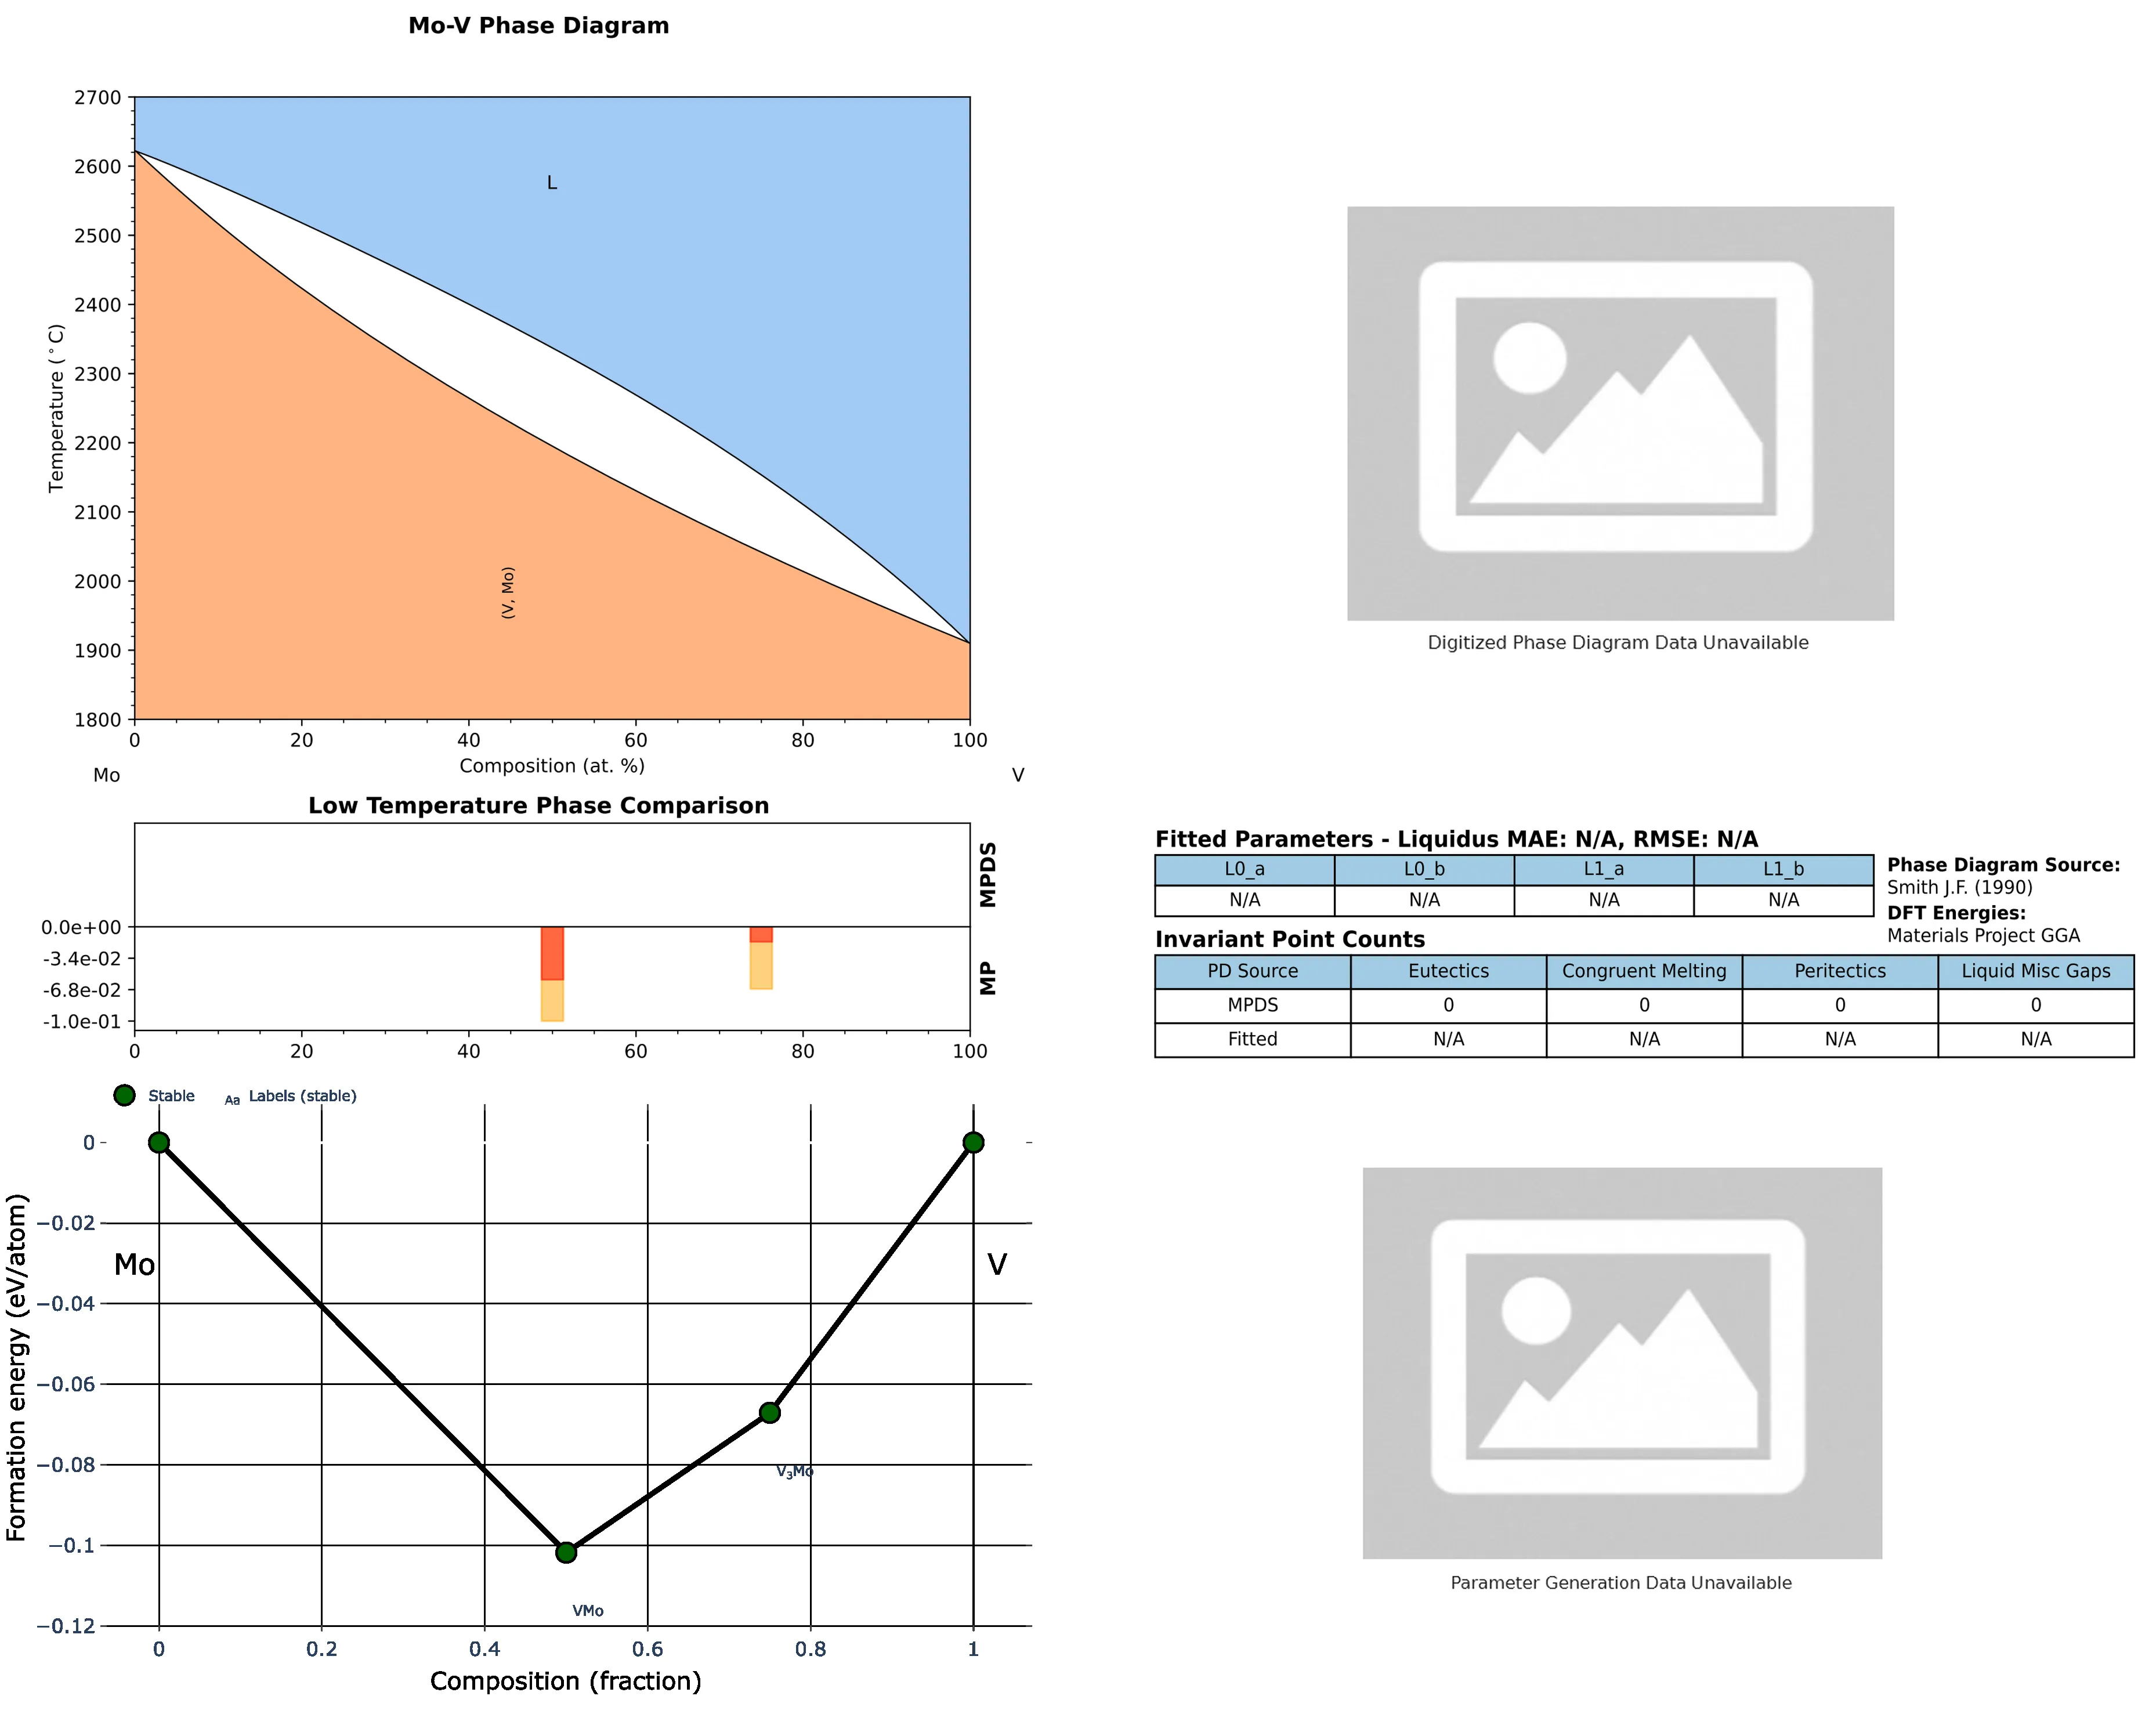 Mo-V Phase Diagram
2700
2600
2500
2400
2300
2200
2100
2000
1900
1800
Temperature (°C)
L
(V, Mo)
0
20
40
60
80
100
Mo
Composition (at. %)
V
Digitized Phase Diagram Data Unavailable
Low Temperature Phase Comparison
MPDS
MP
0.0e+00
-3.4e-02
-6.8e-02
-1.0e-01
0
20
40
60
80
100
Fitted Parameters - Liquidus MAE: N/A, RMSE: N/A
L0_a L0_b L1_a L1_b
N/A N/A N/A N/A
Phase Diagram Source:
Smith J.F. (1990)
DFT Energies:
Materials Project GGA
Invariant Point Counts
PD Source Eutectics Congruent Melting Peritectics Liquid Misc Gaps
MPDS 0 0 0 0
Fitted N/A N/A N/A N/A
Stable
Aa Labels (stable)
0
−0.02
−0.04
−0.06
−0.08
−0.1
−0.12
Formation energy (eV/atom)
Mo
V
V₃Mo
VMo
0
0.2
0.4
0.6
0.8
1
Composition (fraction)
Parameter Generation Data Unavailable